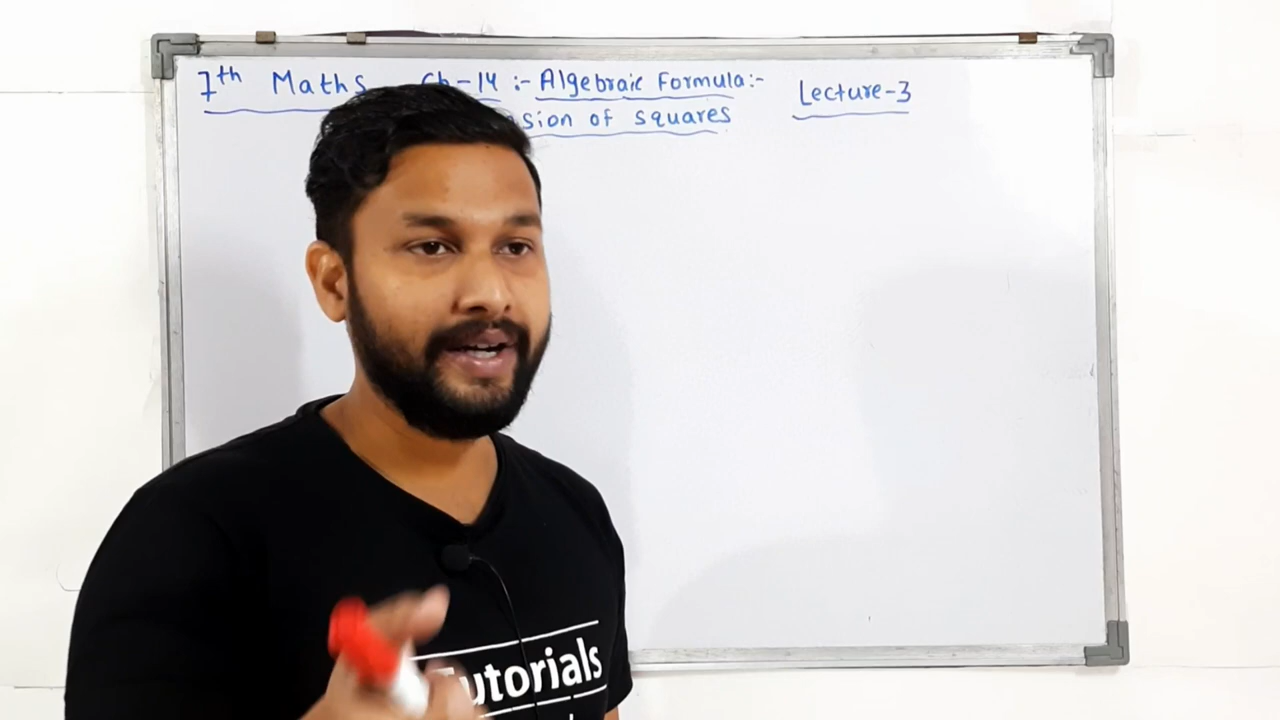 7th Maths Ch-14 :- Algebraic Formula:-
sion of squares
Lecture-3
utorials